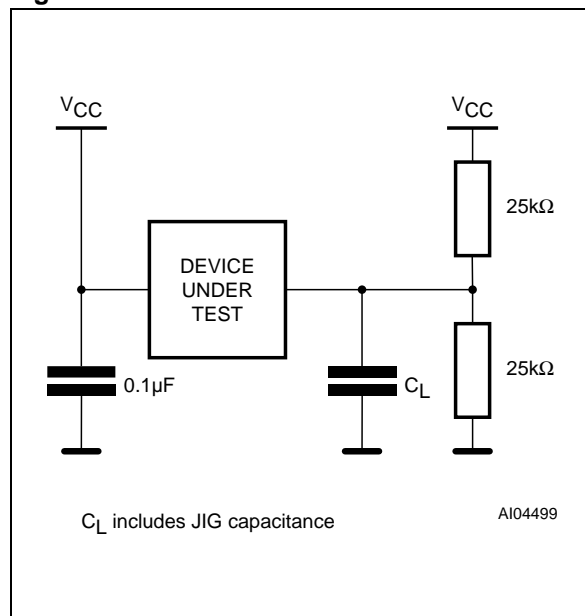 VCC
VCC
25kΩ
DEVICE
UNDER
TEST
0.1µF
CL
25kΩ
CL includes JIG capacitance
AI04499